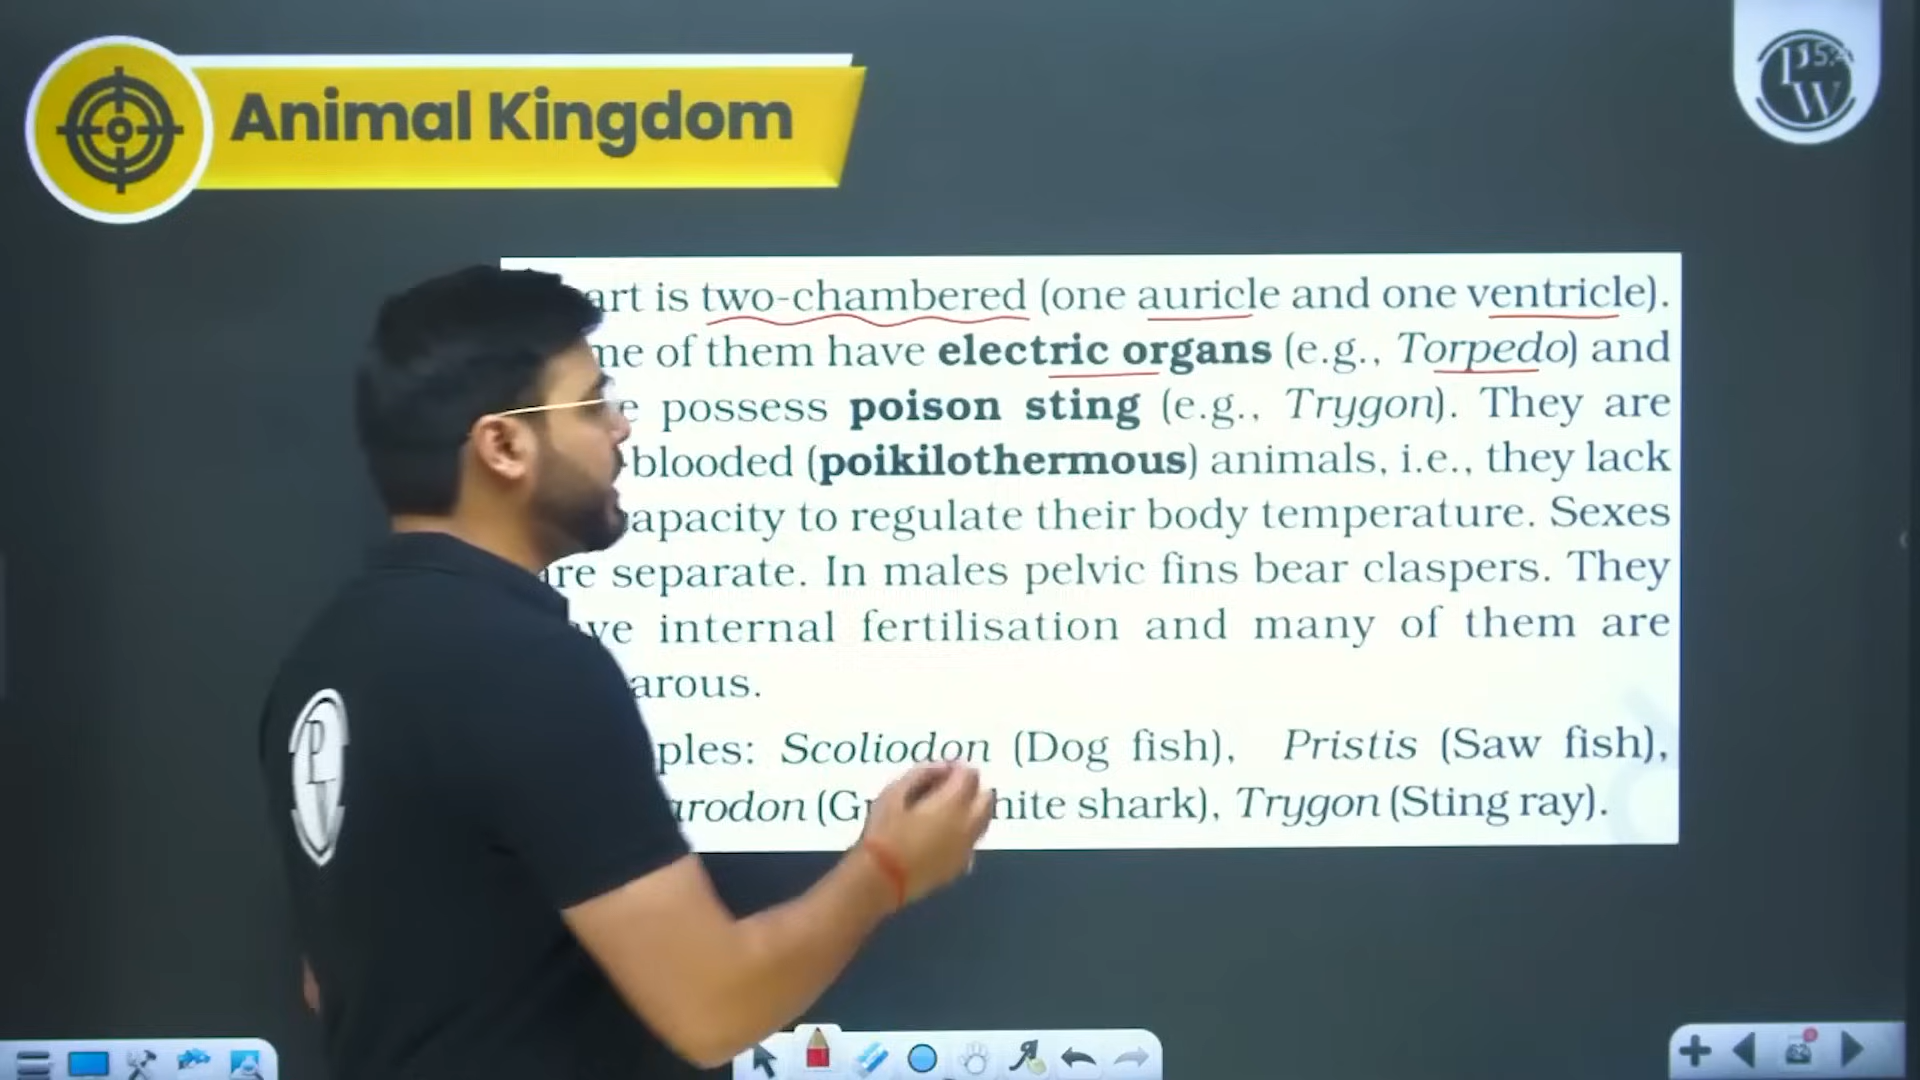 Animal Kingdom
PW
art is two-chambered (one auricle and one ventricle).
me of them have electric organs (e.g., Torpedo) and
e possess poison sting (e.g., Trygon). They are
-blooded (poikilothermous) animals, i.e., they lack
apacity to regulate their body temperature. Sexes
re separate. In males pelvic fins bear claspers. They
ve internal fertilisation and many of them are
arous.
ples: Scoliodon (Dog fish), Pristis (Saw fish),
arodon (G hite shark), Trygon (Sting ray).